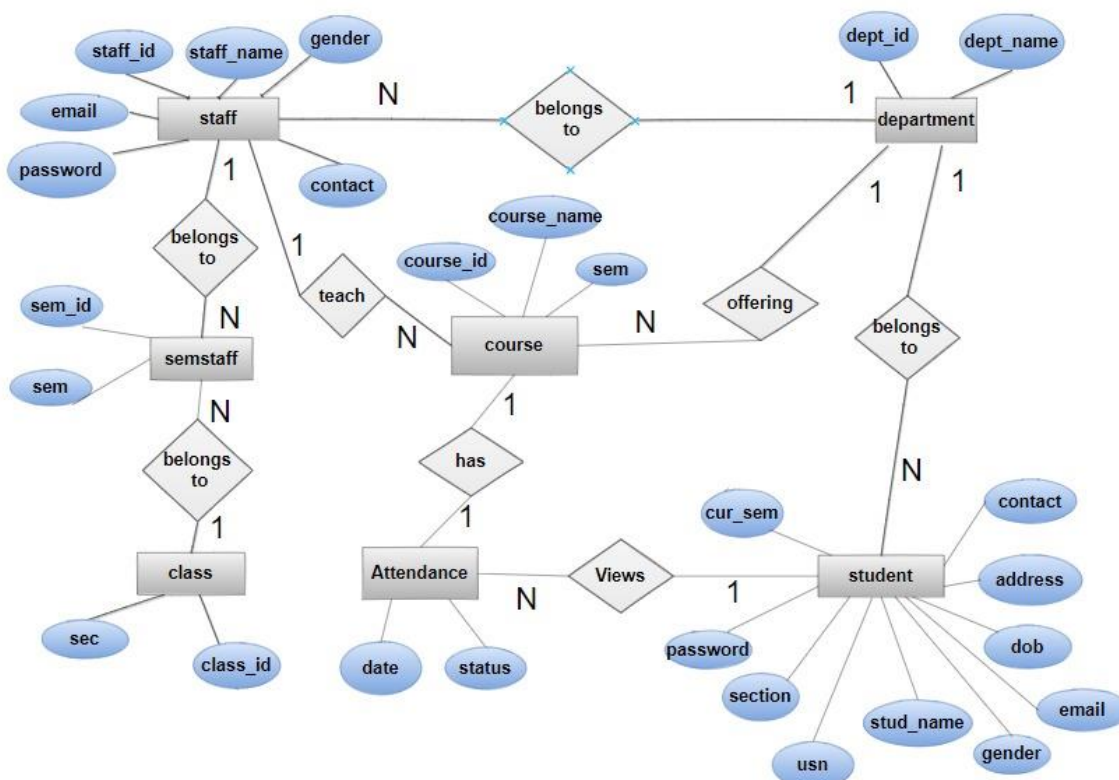 staff_id
staff_name
gender
dept_id
dept_name
email
staff
N
belongs
to
1
department
password
contact
1
1
1
belongs
to
1
course_name
course_id
sem
teach
offering
sem_id
N
N
course
N
belongs
to
semstaff
sem
N
1
belongs
to
has
N
cur_sem
contact
1
1
class
Attendance
Views
student
address
N
1
sec
class_id
date
status
password
dob
section
stud_name
email
usn
gender